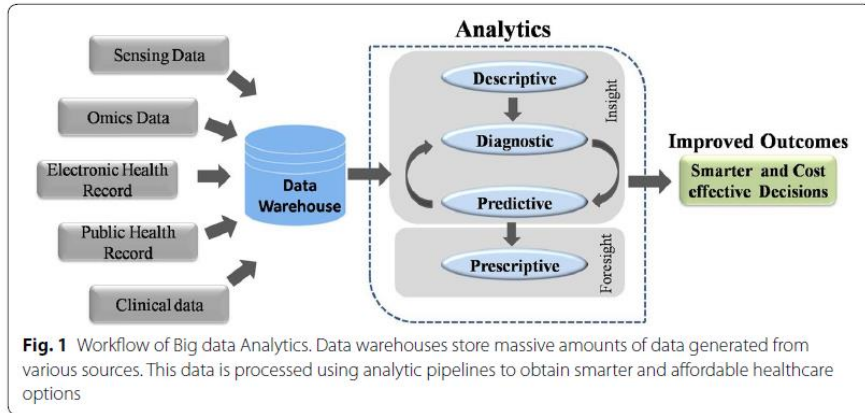 Analytics
Sensing Data
Omics Data
Electronic Health
Record
Public Health
Record
Clinical data
Data
Warehouse
Descriptive
Diagnostic
Predictive
Insight
Prescriptive
Foresight
Improved Outcomes
Smarter and Cost
effective Decisions
Fig. 1 Workflow of Big data Analytics. Data warehouses store massive amounts of data generated from
various sources. This data is processed using analytic pipelines to obtain smarter and affordable healthcare
options